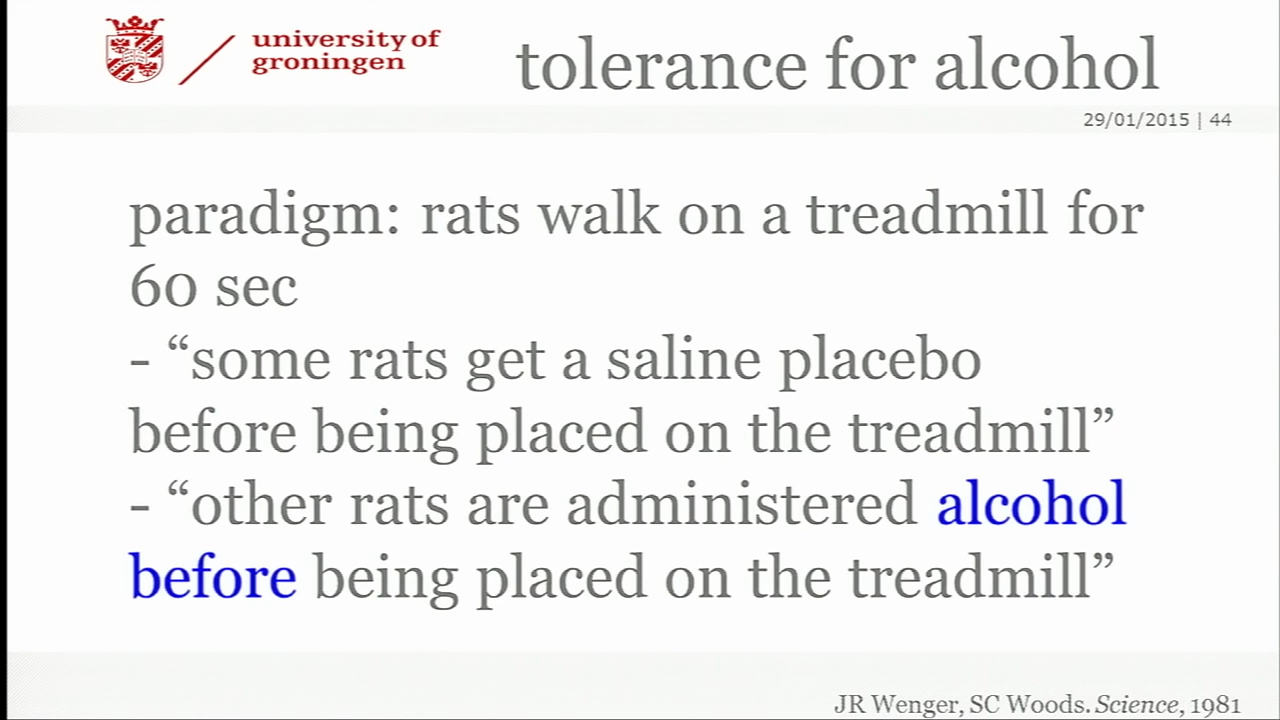 university of
groningen
tolerance for alcohol
29/01/2015 | 44
paradigm: rats walk on a treadmill for
60 sec
- “some rats get a saline placebo
before being placed on the treadmill”
- “other rats are administered alcohol
before being placed on the treadmill”
JR Wenger, SC Woods. Science, 1981